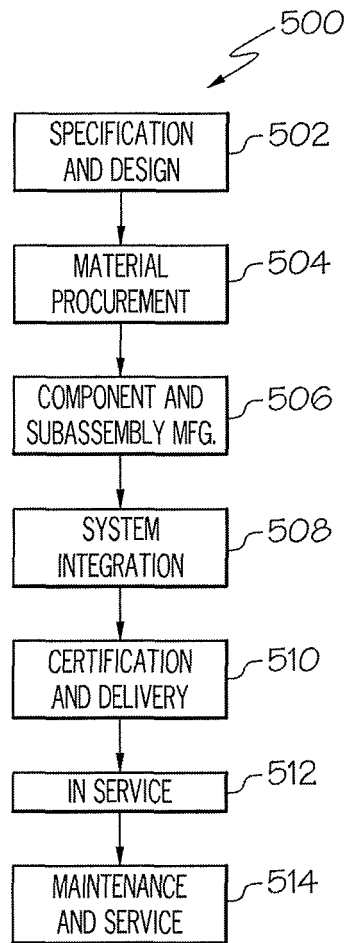 500
SPECIFICATION
AND DESIGN
502
MATERIAL
PROCUREMENT
504
COMPONENT AND
SUBASSEMBLY MFG.
506
SYSTEM
INTEGRATION
508
CERTIFICATION
AND DELIVERY
510
IN SERVICE
512
MAINTENANCE
AND SERVICE
514